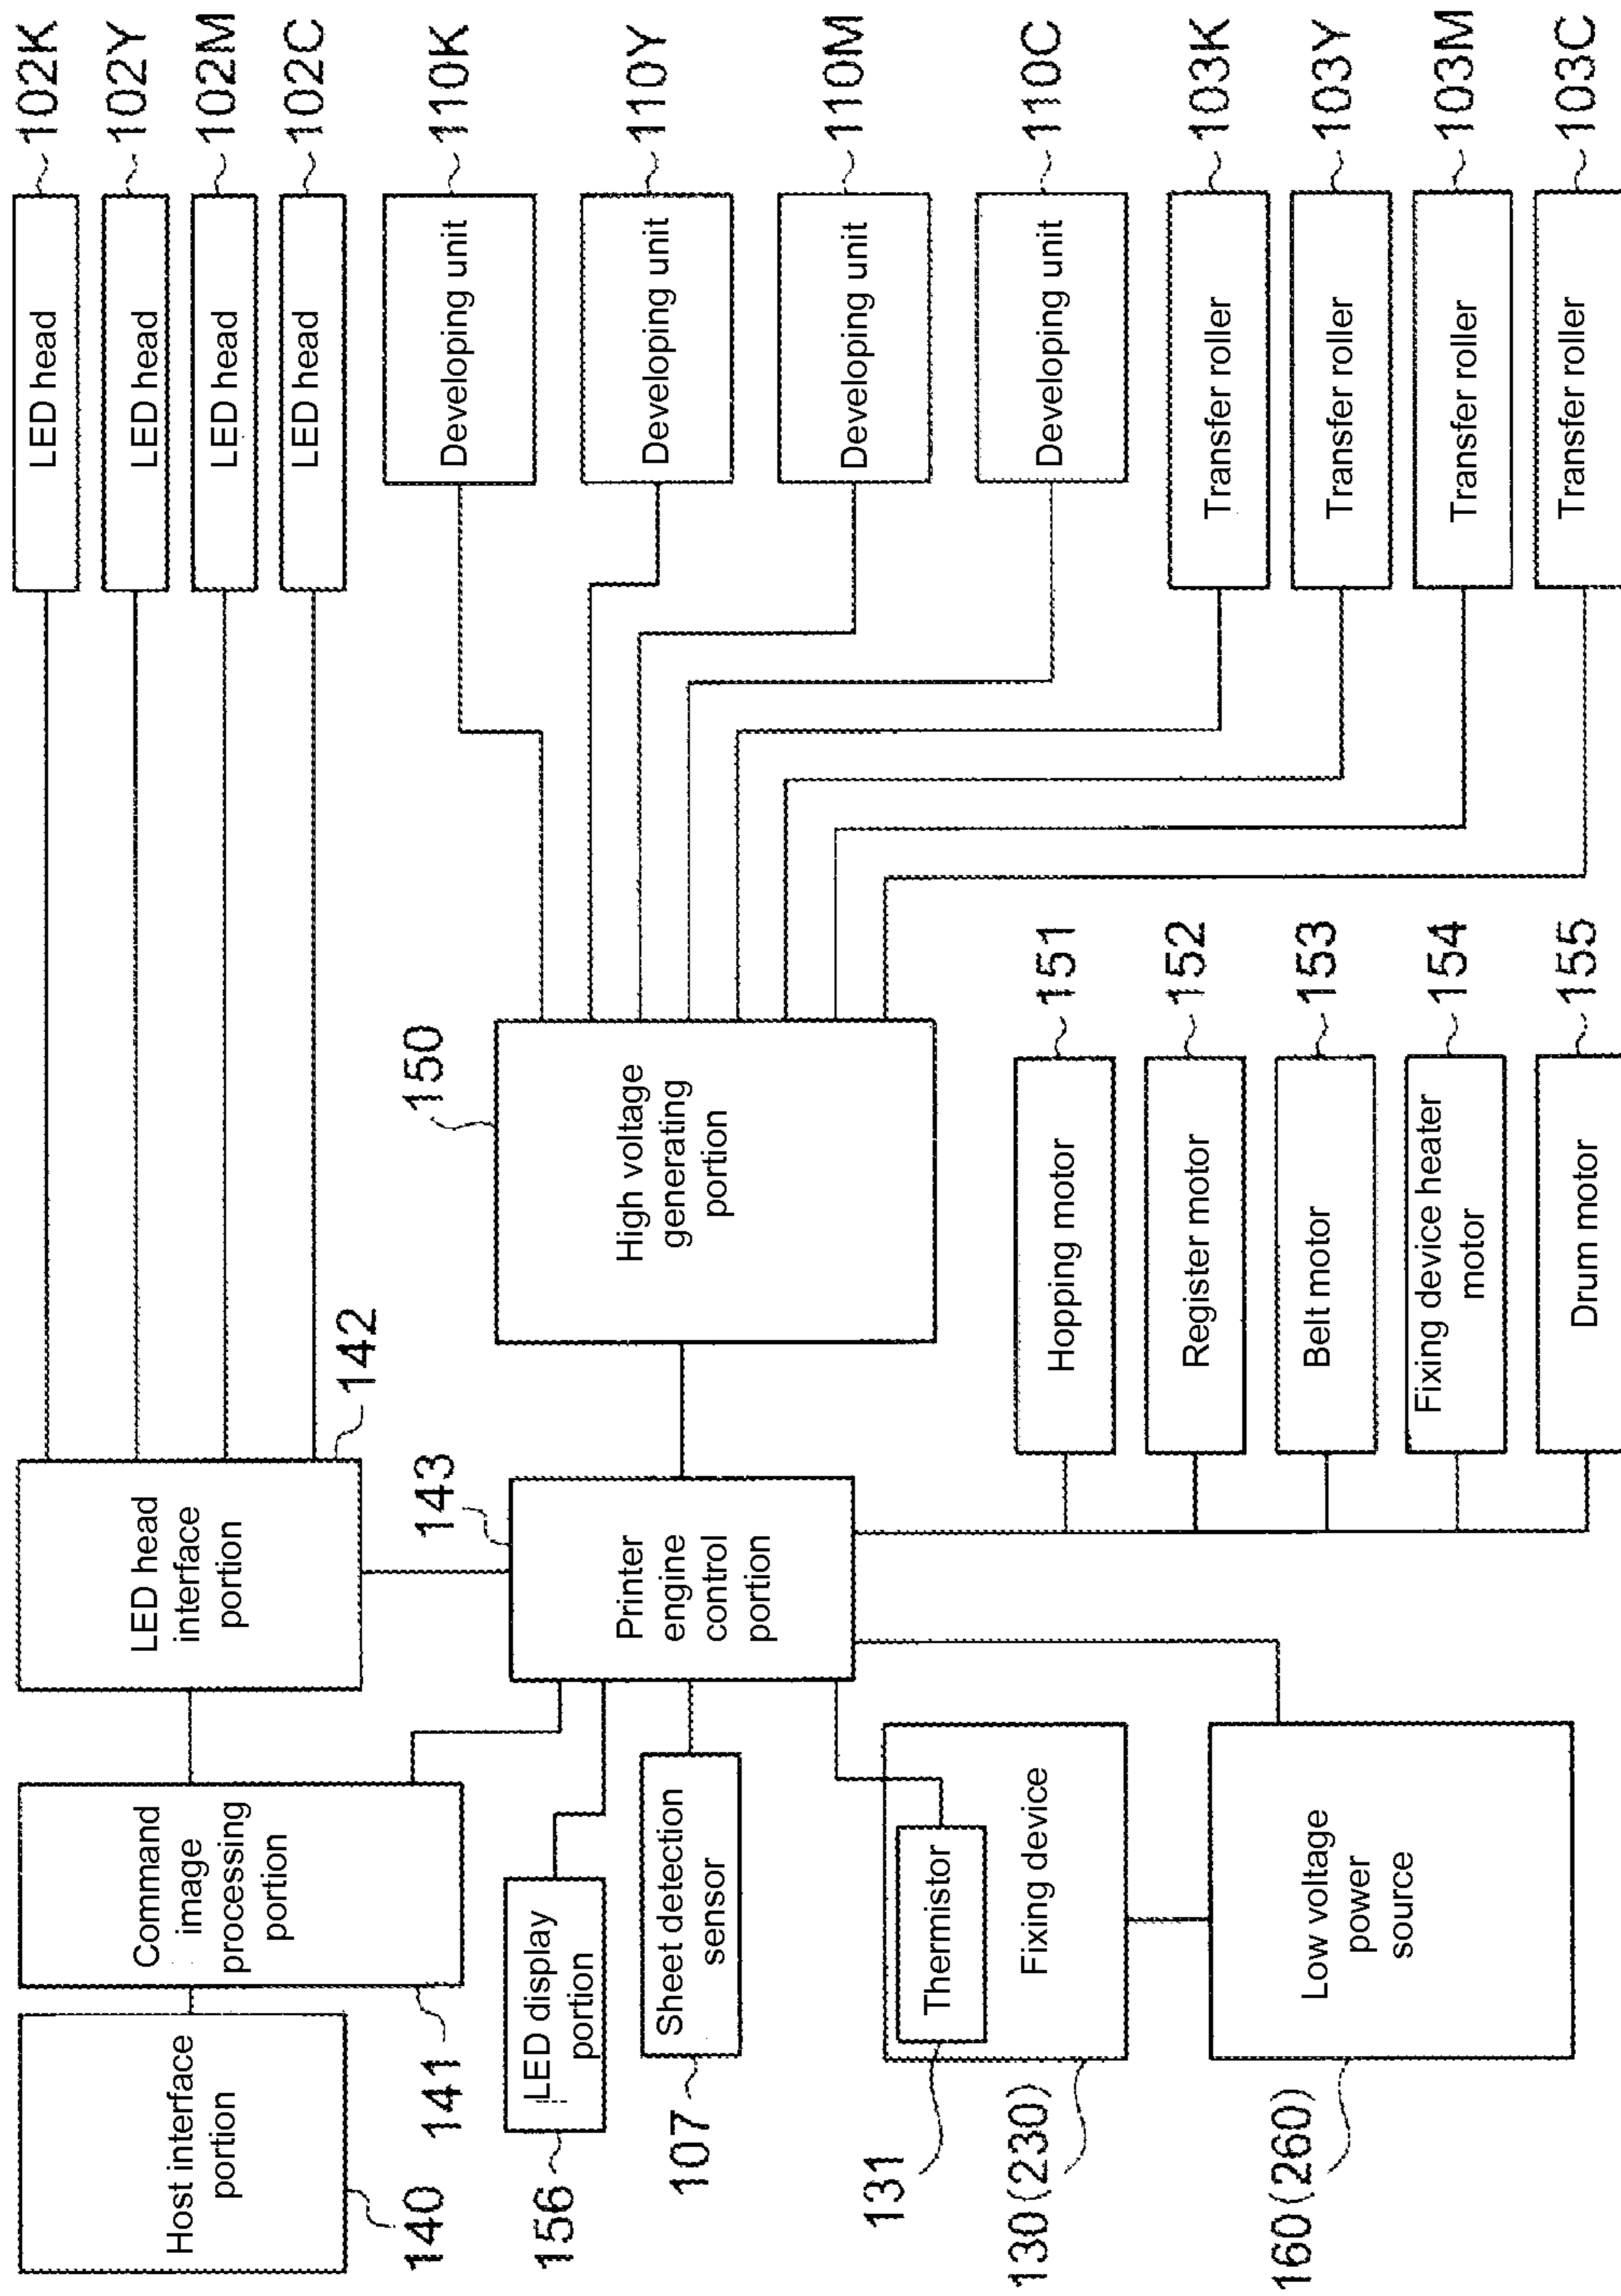 Host interface
portion
140
Command
image
processing
portion
141
LED head
interface
portion
142
LED head
102K
LED head
102Y
LED head
102M
LED head
102C
LED display
portion
156
Sheet detection
sensor
107
Thermistor
131
Fixing device
130(230)
Low voltage
power
source
160(260)
Printer
engine
control
portion
143
High voltage
generating
portion
150
Developing unit
110K
Developing unit
110Y
Developing unit
110M
Developing unit
110C
Transfer roller
103K
Transfer roller
103Y
Transfer roller
103M
Transfer roller
103C
Hopping motor
151
Register motor
152
Belt motor
153
Fixing device heater
motor
154
Drum motor
155